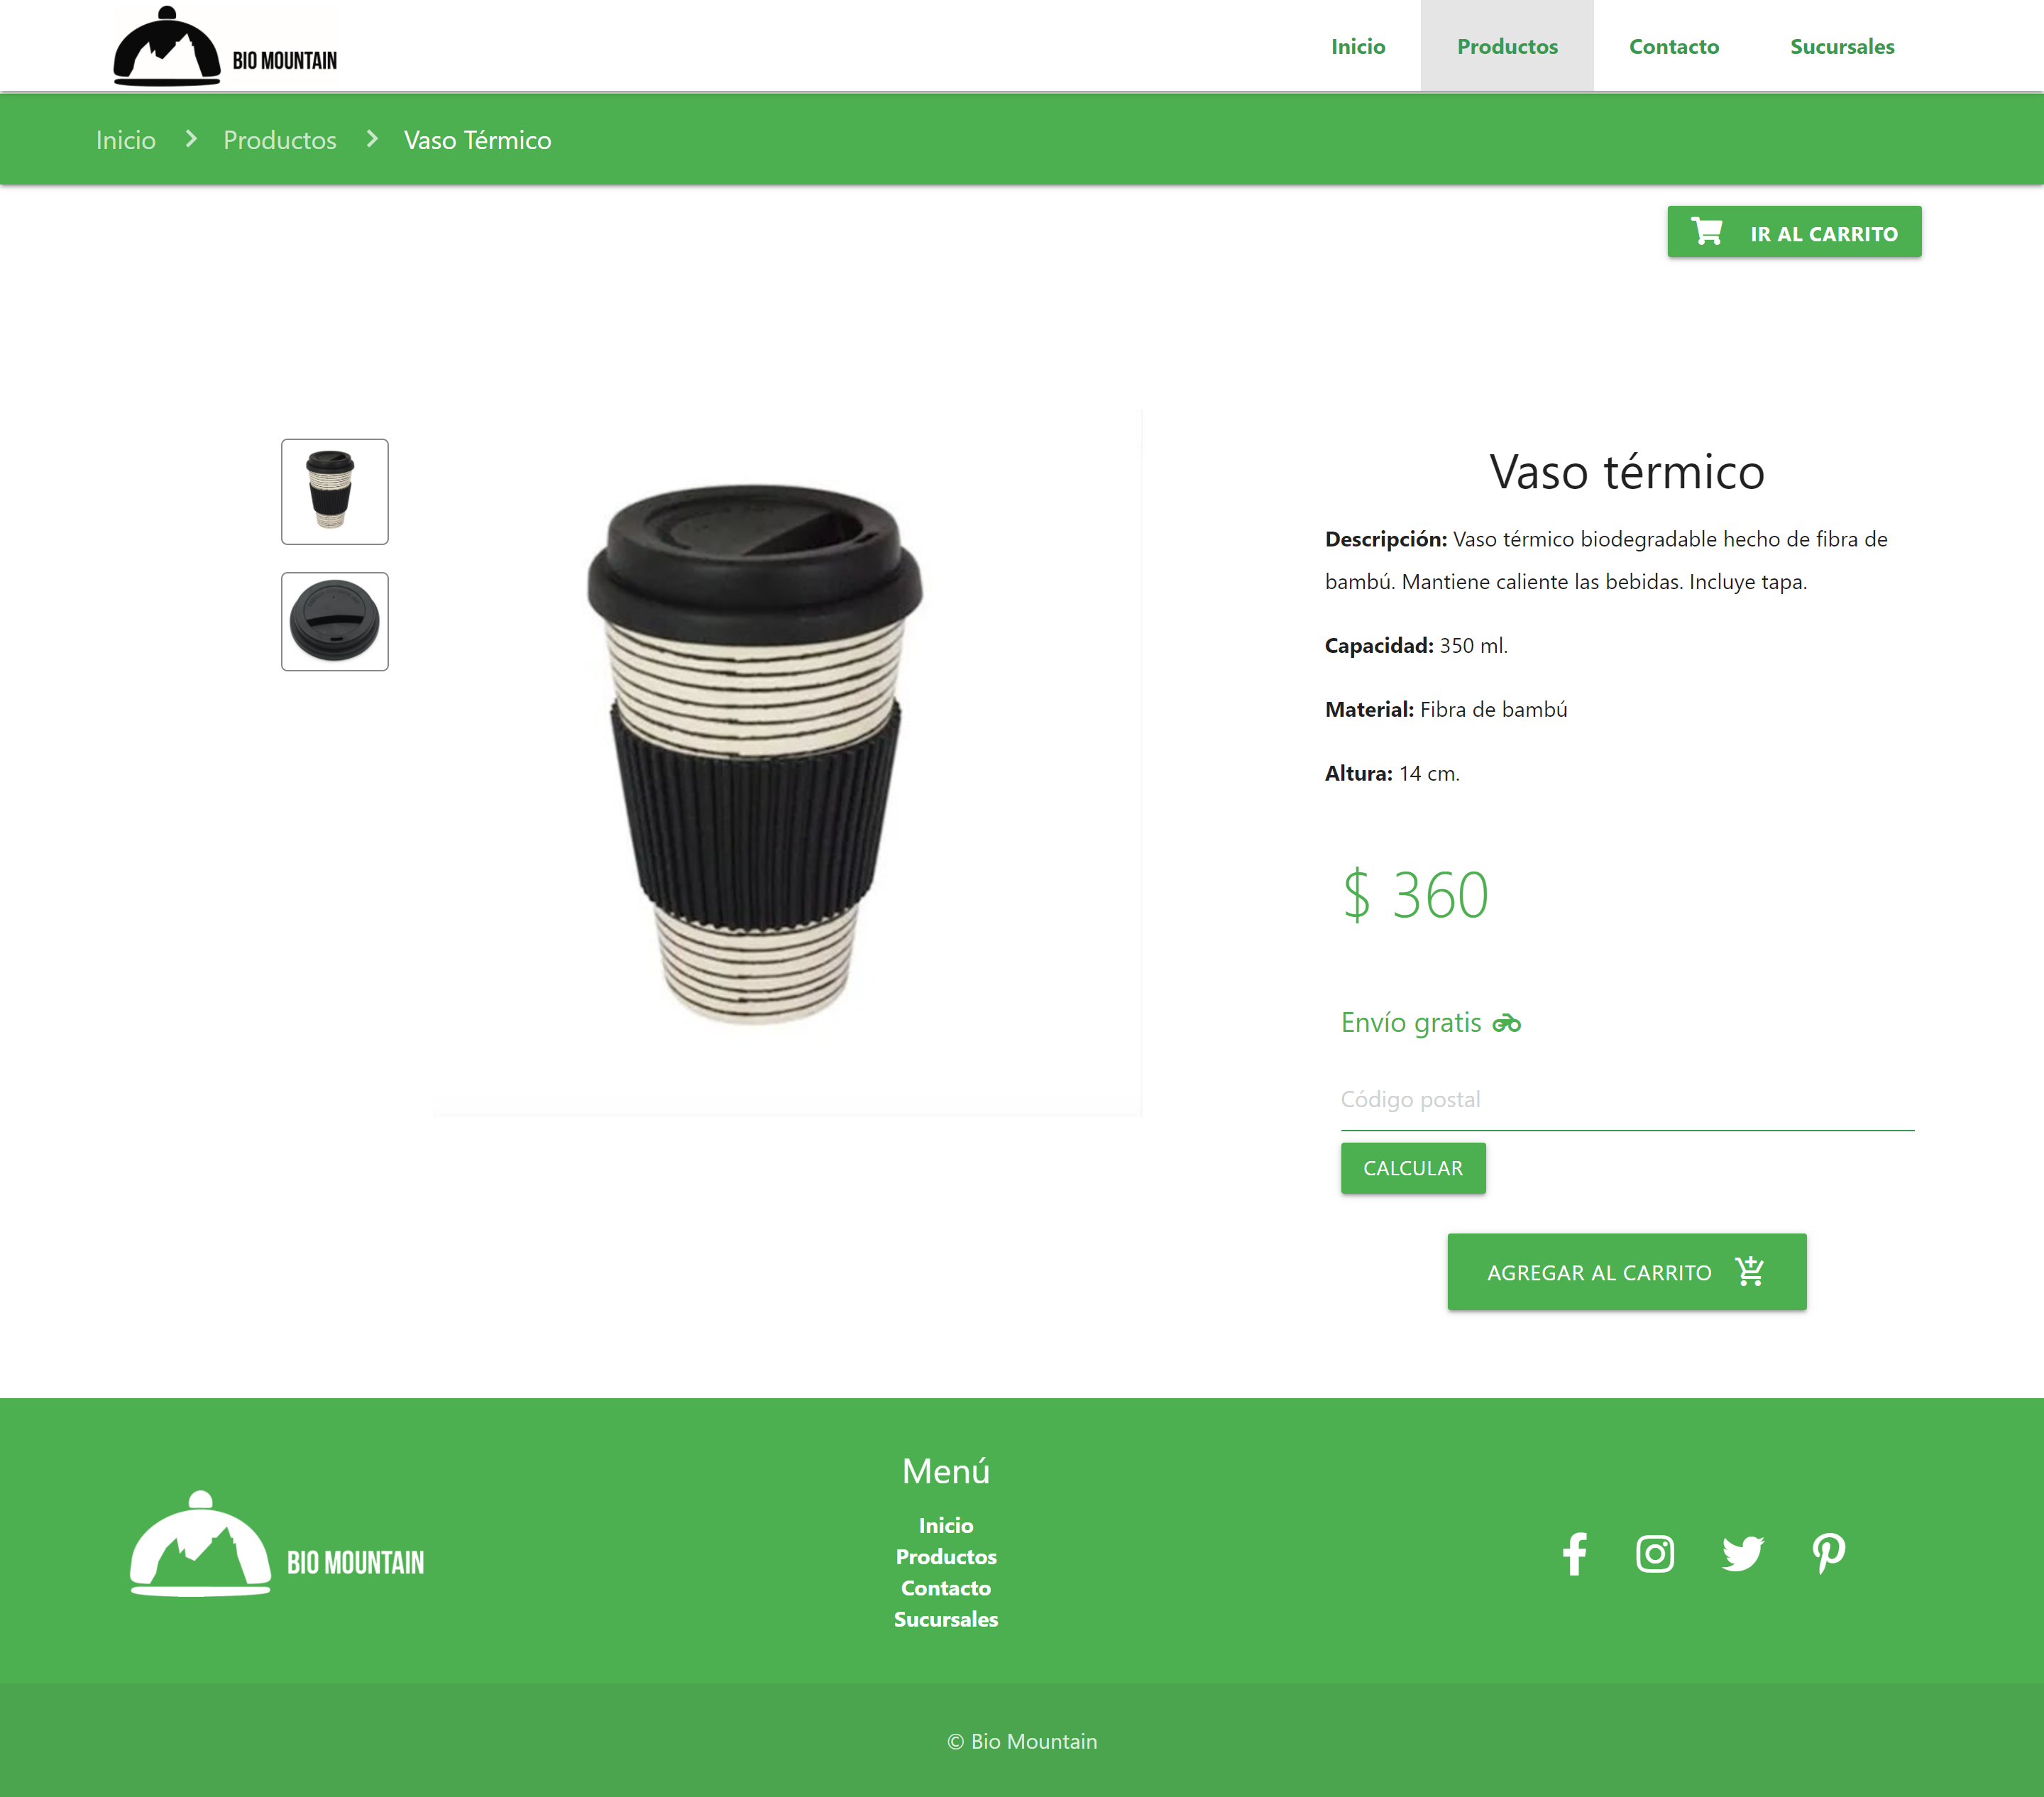 BIO MOUNTAIN
Inicio
Productos
Contacto
Sucursales
Inicio
Productos
Vaso Térmico
IR AL CARRITO
Vaso térmico
Descripción: Vaso térmico biodegradable hecho de fibra de
bambú. Mantiene caliente las bebidas. Incluye tapa.
Capacidad: 350 ml.
Material: Fibra de bambú
Altura: 14 cm.
$ 360
Envío gratis
Código postal
CALCULAR
AGREGAR AL CARRITO
BIO MOUNTAIN
Menú
Inicio
Productos
Contacto
Sucursales
© Bio Mountain